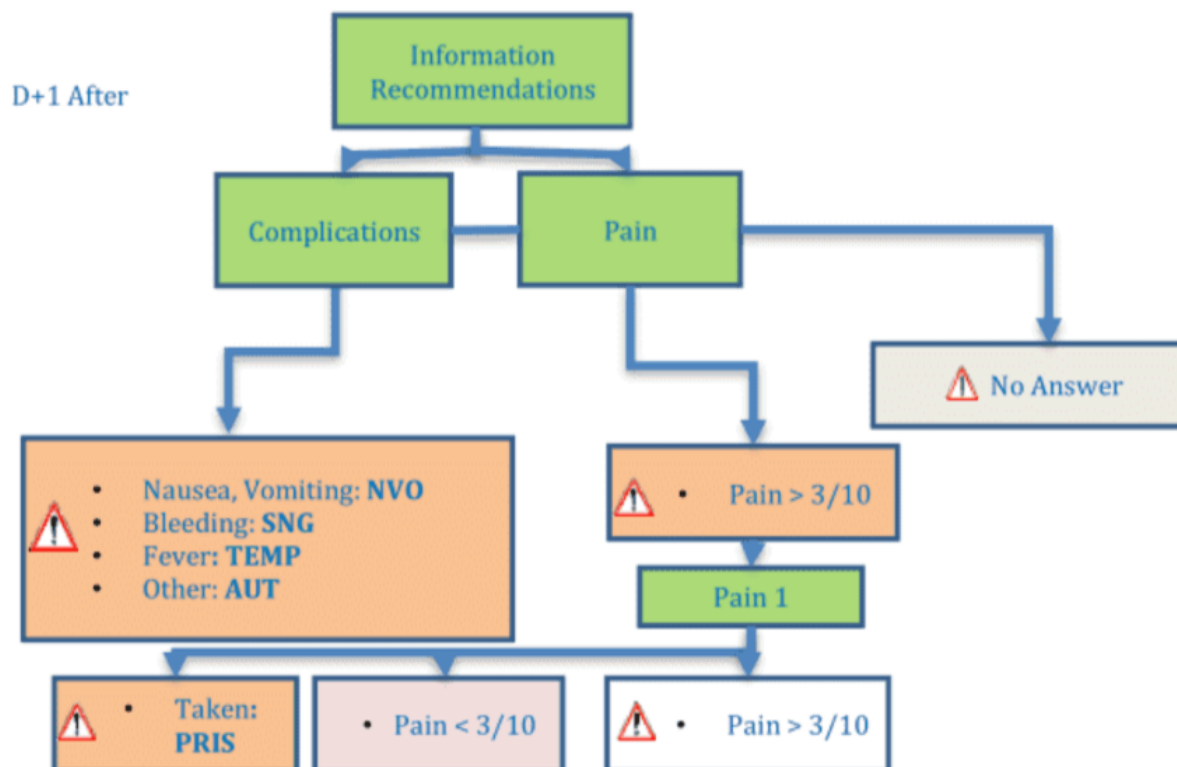 Information
Recommendations
D+1 After
Complications
Pain
No Answer
• Nausea, Vomiting: NVO
• Bleeding: SNG
• Fever: TEMP
• Other: AUT
• Pain > 3/10
Pain 1
• Taken:
PRIS
• Pain < 3/10
• Pain > 3/10